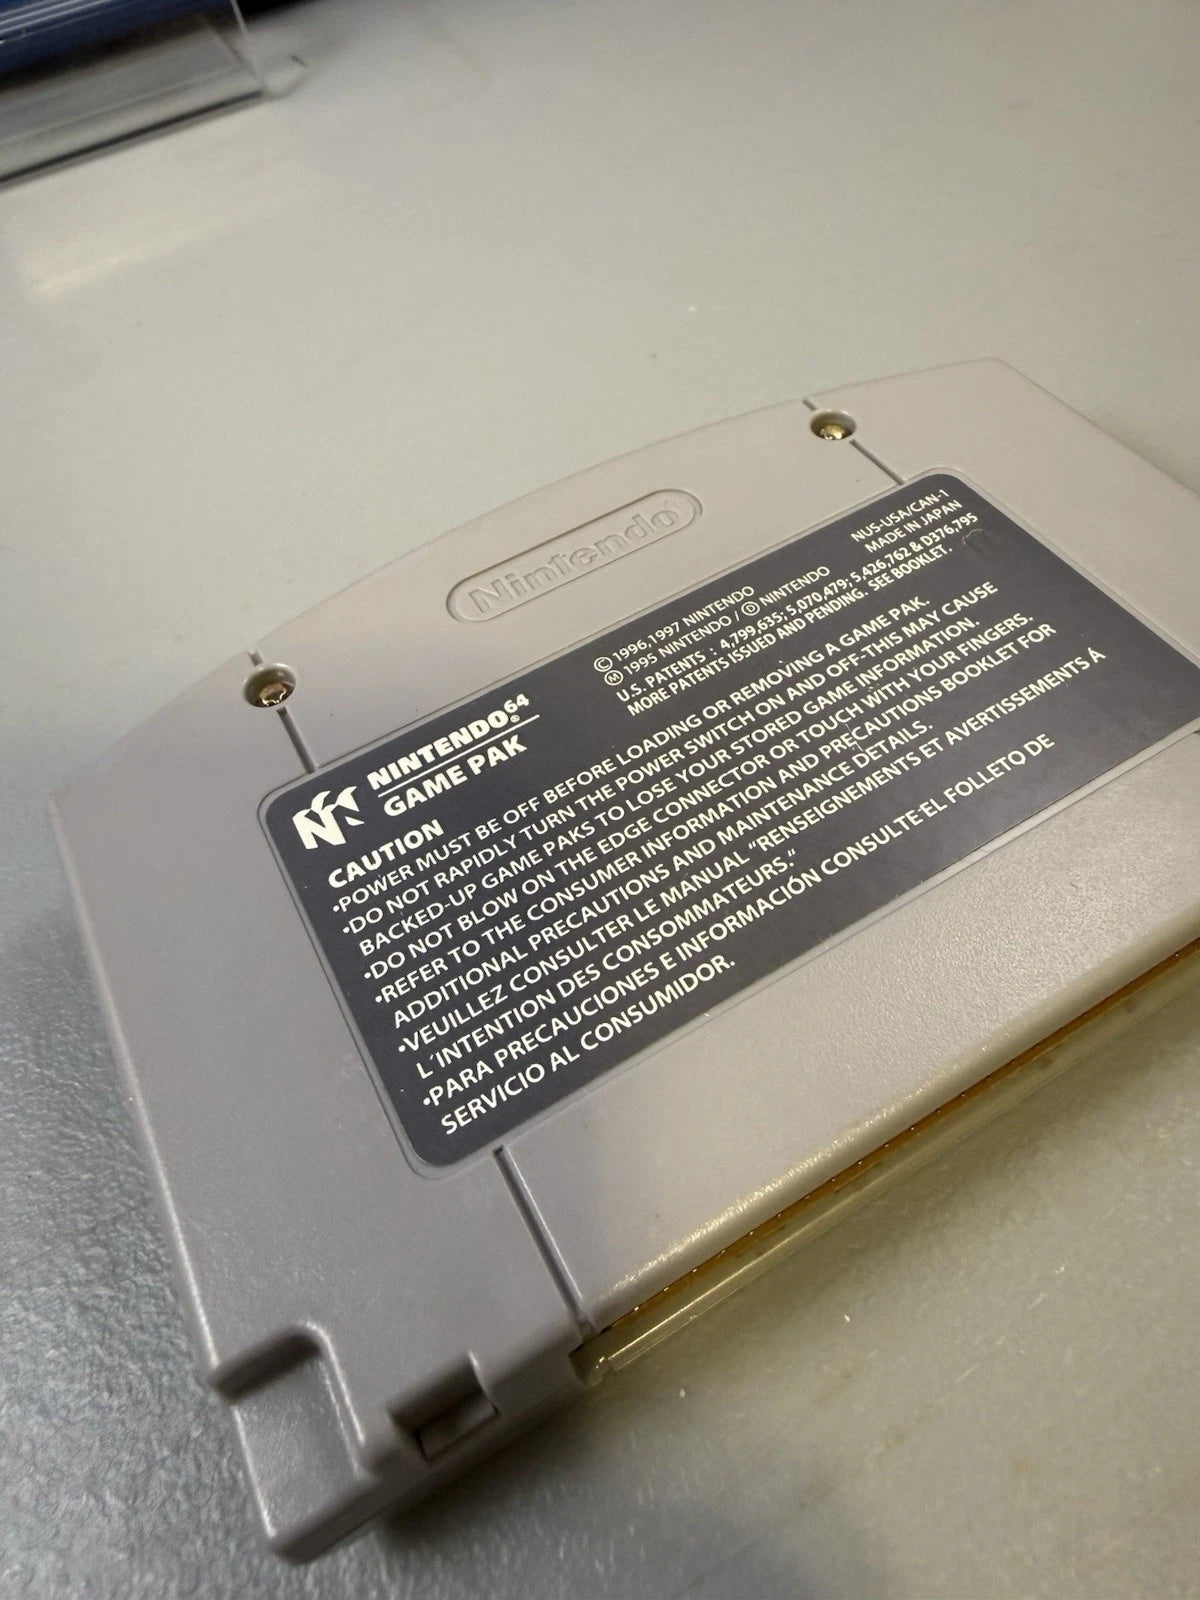 Nintendo
NUS-USA/CAN-1
MADE IN JAPAN
© 1996,1997 NINTENDO
Ⓜ 1995 NINTENDO / Ⓓ NINTENDO
U.S. PATENTS : 4,799,635; 5,070,479; 5,426,762 & D376,795
MORE PATENTS ISSUED AND PENDING. SEE BOOKLET.
NINTENDO64
GAME PAK
CAUTION
•POWER MUST BE OFF BEFORE LOADING OR REMOVING A GAME PAK.
•DO NOT RAPIDLY TURN THE POWER SWITCH ON AND OFF-THIS MAY CAUSE
BACKED-UP GAME PAKS TO LOSE YOUR STORED GAME INFORMATION.
•DO NOT BLOW ON THE EDGE CONNECTOR OR TOUCH WITH YOUR FINGERS.
•REFER TO THE CONSUMER INFORMATION AND PRECAUTIONS BOOKLET FOR
ADDITIONAL PRECAUTIONS AND MAINTENANCE DETAILS.
•VEUILLEZ CONSULTER LE MANUAL "RENSEIGNEMENTS ET AVERTISSEMENTS Á
L´INTENTION DES CONSOMMATEURS."
•PARA PRECAUCIONES E INFORMACIÓN CONSULTE EL FOLLETO DE
SERVICIO AL CONSUMIDOR.